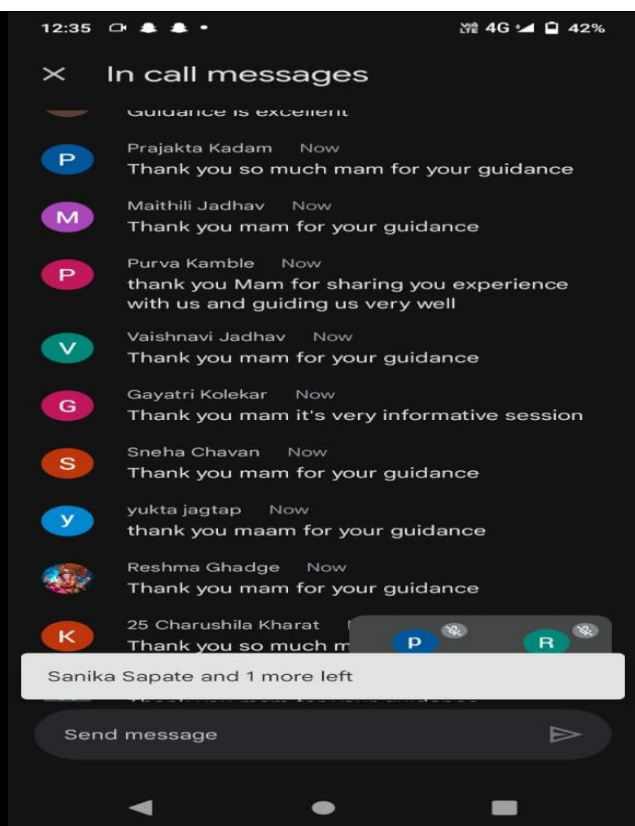 12:35 VoLTE 4G 42%
In call messages
Guidance is excellent
P Prajakta Kadam Now
Thank you so much mam for your guidance
M Maithili Jadhav Now
Thank you mam for your guidance
P Purva Kamble Now
thank you Mam for sharing you experience
with us and guiding us very well
V Vaishnavi Jadhav Now
Thank you mam for your guidance
G Gayatri Kolekar Now
Thank you mam it's very informative session
S Sneha Chavan Now
Thank you mam for your guidance
y yukta jagtap Now
thank you maam for your guidance
Reshma Ghadge Now
Thank you mam for your guidance
K 25 Charushila Kharat
Thank you so much m
P R
Sanika Sapate and 1 more left
Send message